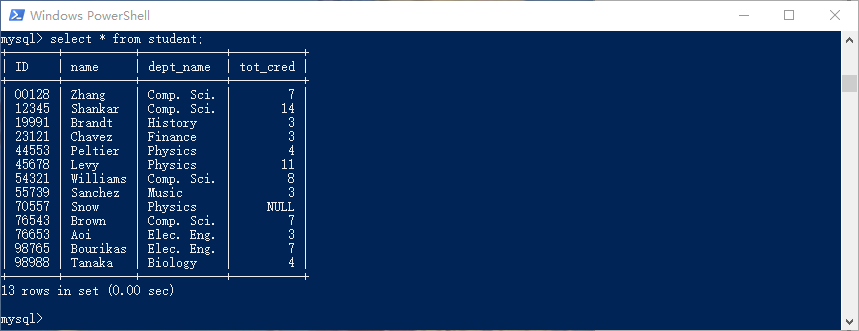 Windows PowerShell
mysql> select * from student;
+-------+----------+------------+----------+
| ID | name | dept_name | tot_cred |
+-------+----------+------------+----------+
| 00128 | Zhang | Comp. Sci. | 7 |
| 12345 | Shankar | Comp. Sci. | 14 |
| 19991 | Brandt | History | 3 |
| 23121 | Chavez | Finance | 3 |
| 44553 | Peltier | Physics | 4 |
| 45678 | Levy | Physics | 11 |
| 54321 | Williams | Comp. Sci. | 8 |
| 55739 | Sanchez | Music | 3 |
| 70557 | Snow | Physics | NULL |
| 76543 | Brown | Comp. Sci. | 7 |
| 76653 | Aoi | Elec. Eng. | 3 |
| 98765 | Bourikas | Elec. Eng. | 7 |
| 98988 | Tanaka | Biology | 4 |
+-------+----------+------------+----------+
13 rows in set (0.00 sec)
mysql>